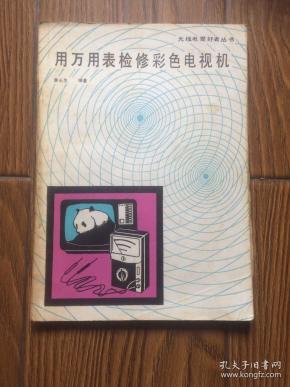 无线电爱好者丛书
用万用表检修彩色电视机
编著
孔夫子旧书网
kongfz.com